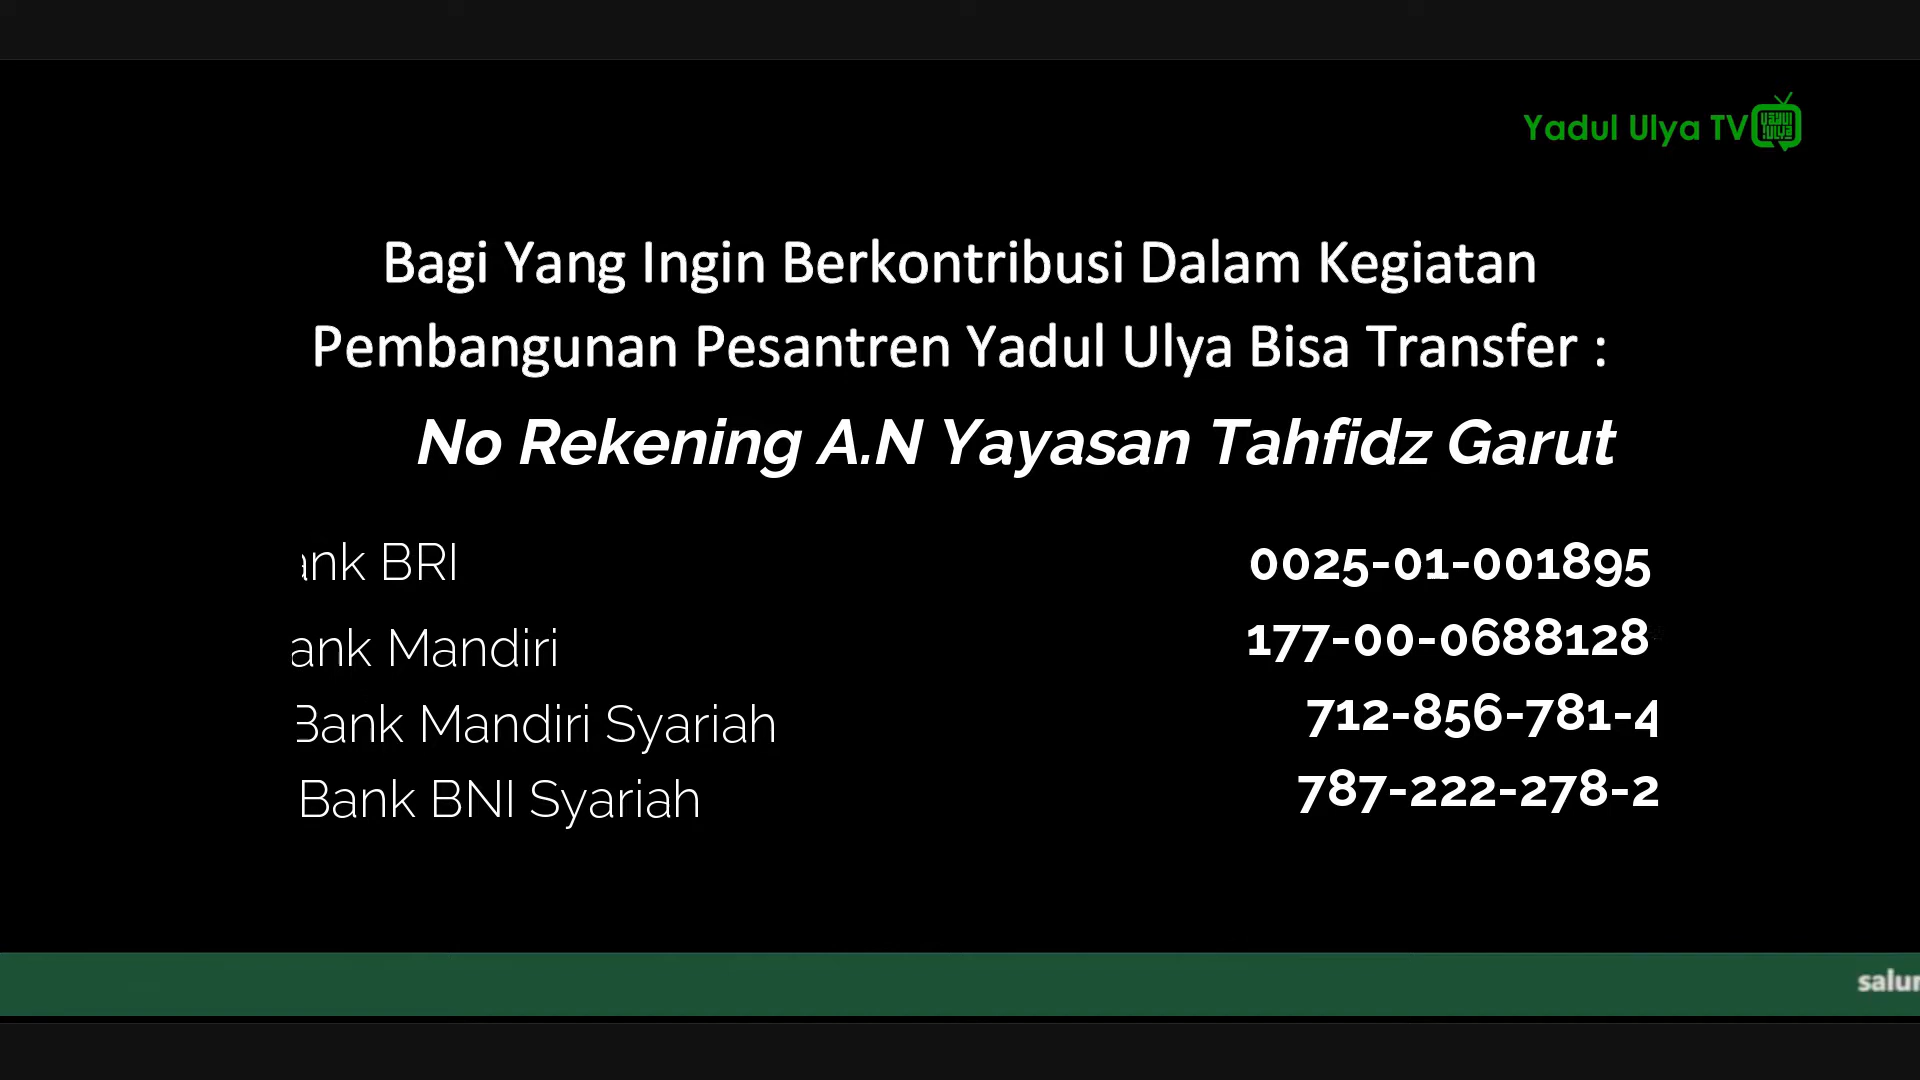 Yadul Ulya TV
Bagi Yang Ingin Berkontribusi Dalam Kegiatan
Pembangunan Pesantren Yadul Ulya Bisa Transfer :
No Rekening A.N Yayasan Tahfidz Garut
ank BRI 0025-01-001895
ank Mandiri 177-00-0688128
Bank Mandiri Syariah 712-856-781-4
Bank BNI Syariah 787-222-278-2
salur